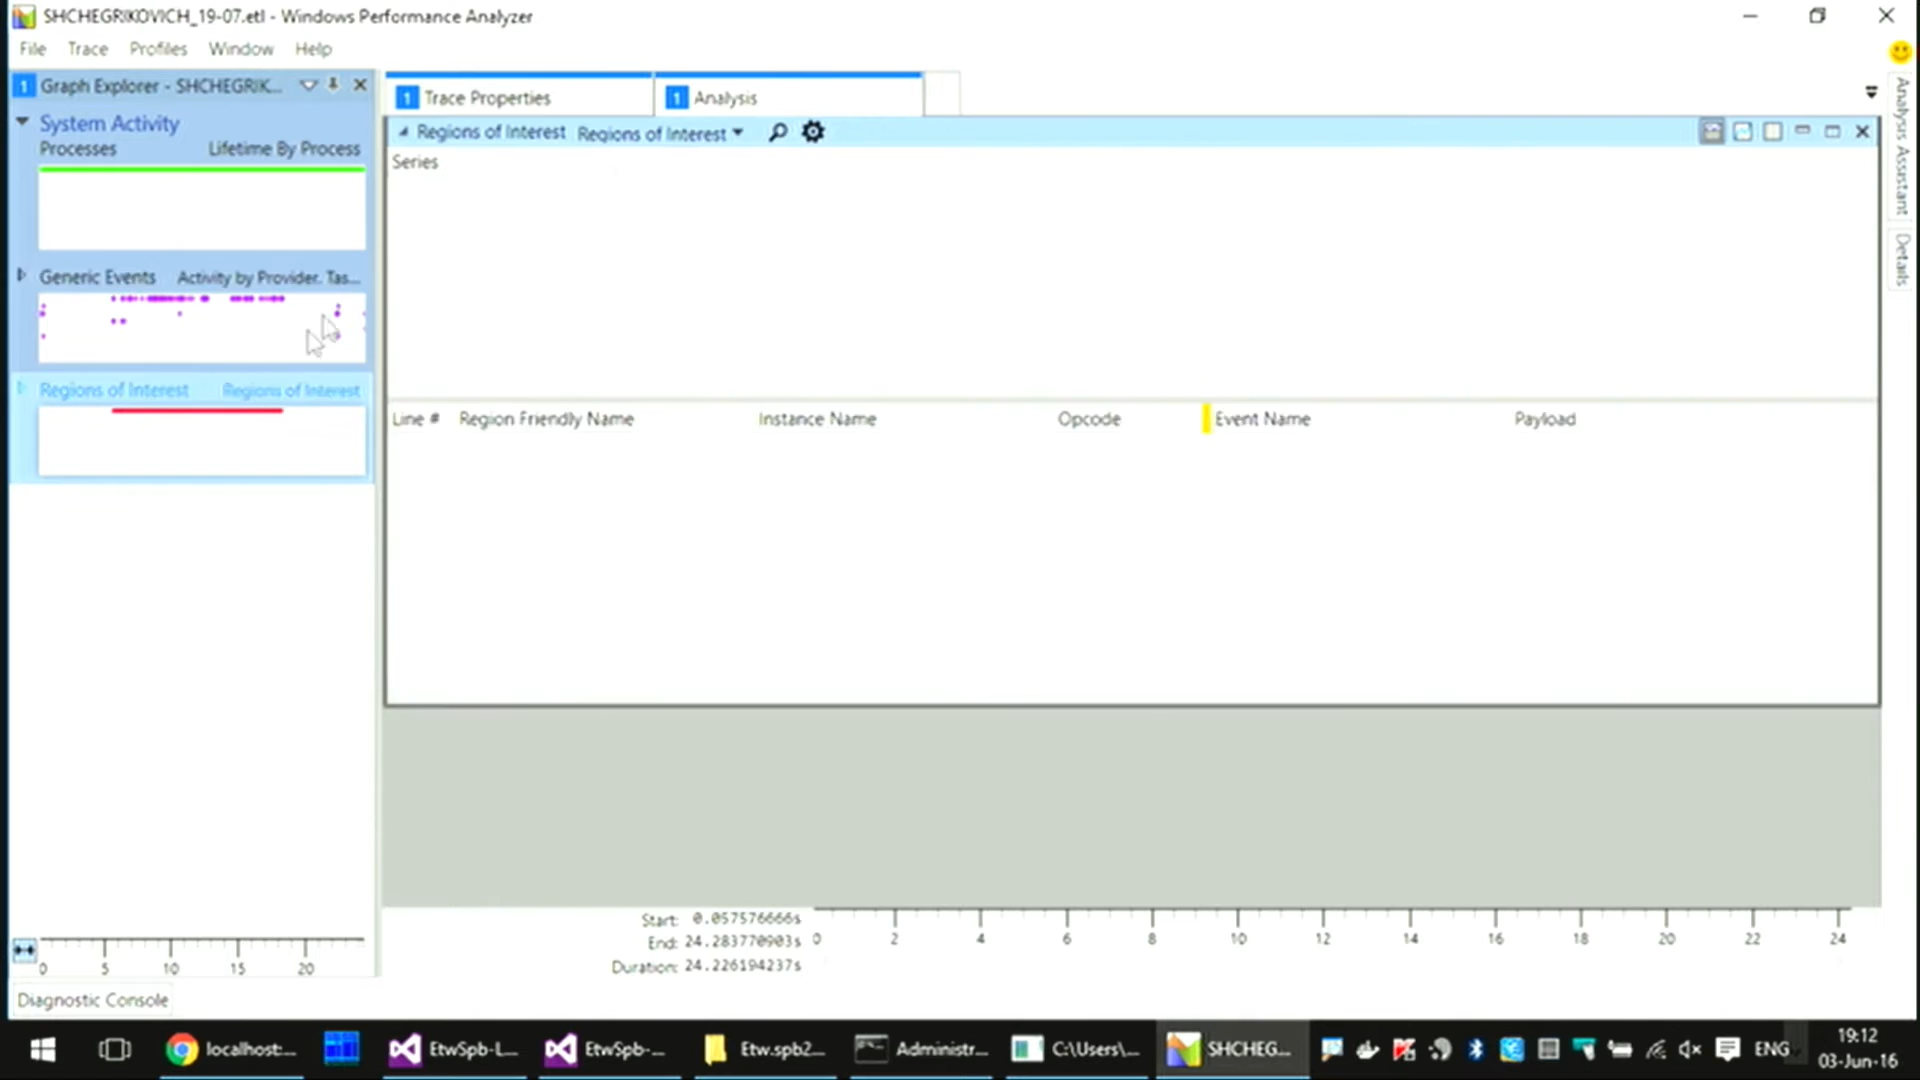 SHCHEGRIKOVICH_19-07.etl - Windows Performance Analyzer
File Trace Profiles Window Help
1 Graph Explorer - SHCHEGRIK...
1 Trace Properties
1 Analysis
System Activity
Processes Lifetime By Process
Generic Events Activity by Provider. Tas...
Regions of Interest Regions of Interest
0 5 10 15 20
Regions of Interest Regions of Interest
Series
Line # Region Friendly Name Instance Name Opcode Event Name Payload
Start: 0.057576666s
End: 24.283770903s
Duration: 24.226194237s
0 2 4 6 8 10 12 14 16 18 20 22 24
Analysis Assistant
Details
Diagnostic Console
localhost:...
EtwSpb-L...
EtwSpb-...
Etw.spb2...
Administr...
C:\Users\...
SHCHEG...
ENG
19:12
03-Jun-16